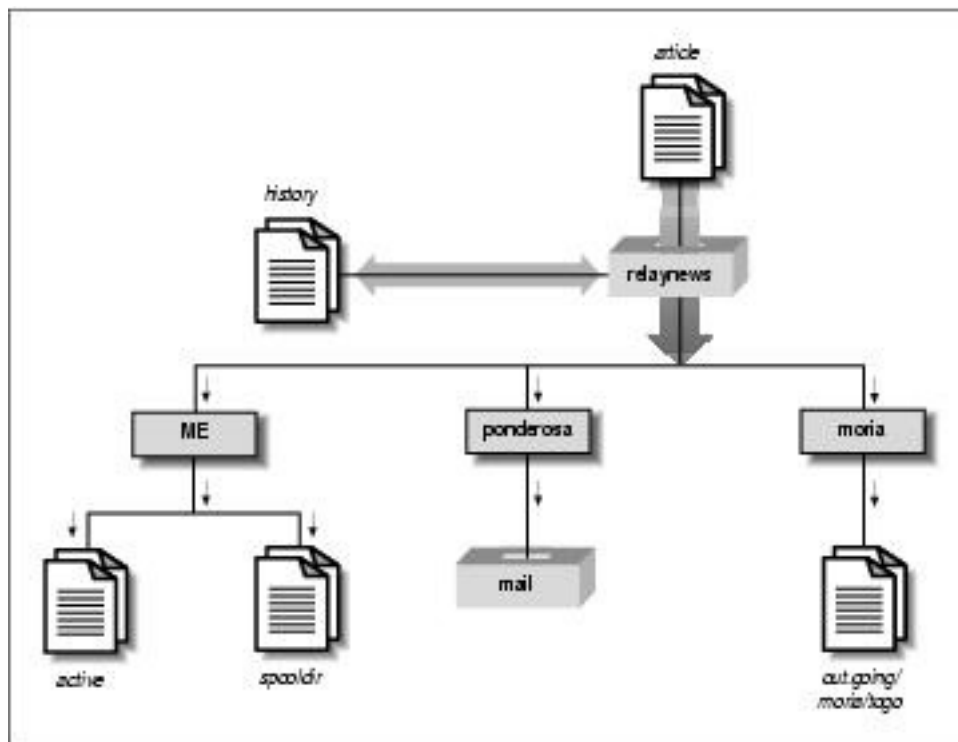 article
history
relaynews
ME
ponderosa
moria
mail
active
spooldir
out.going/
moria/togo